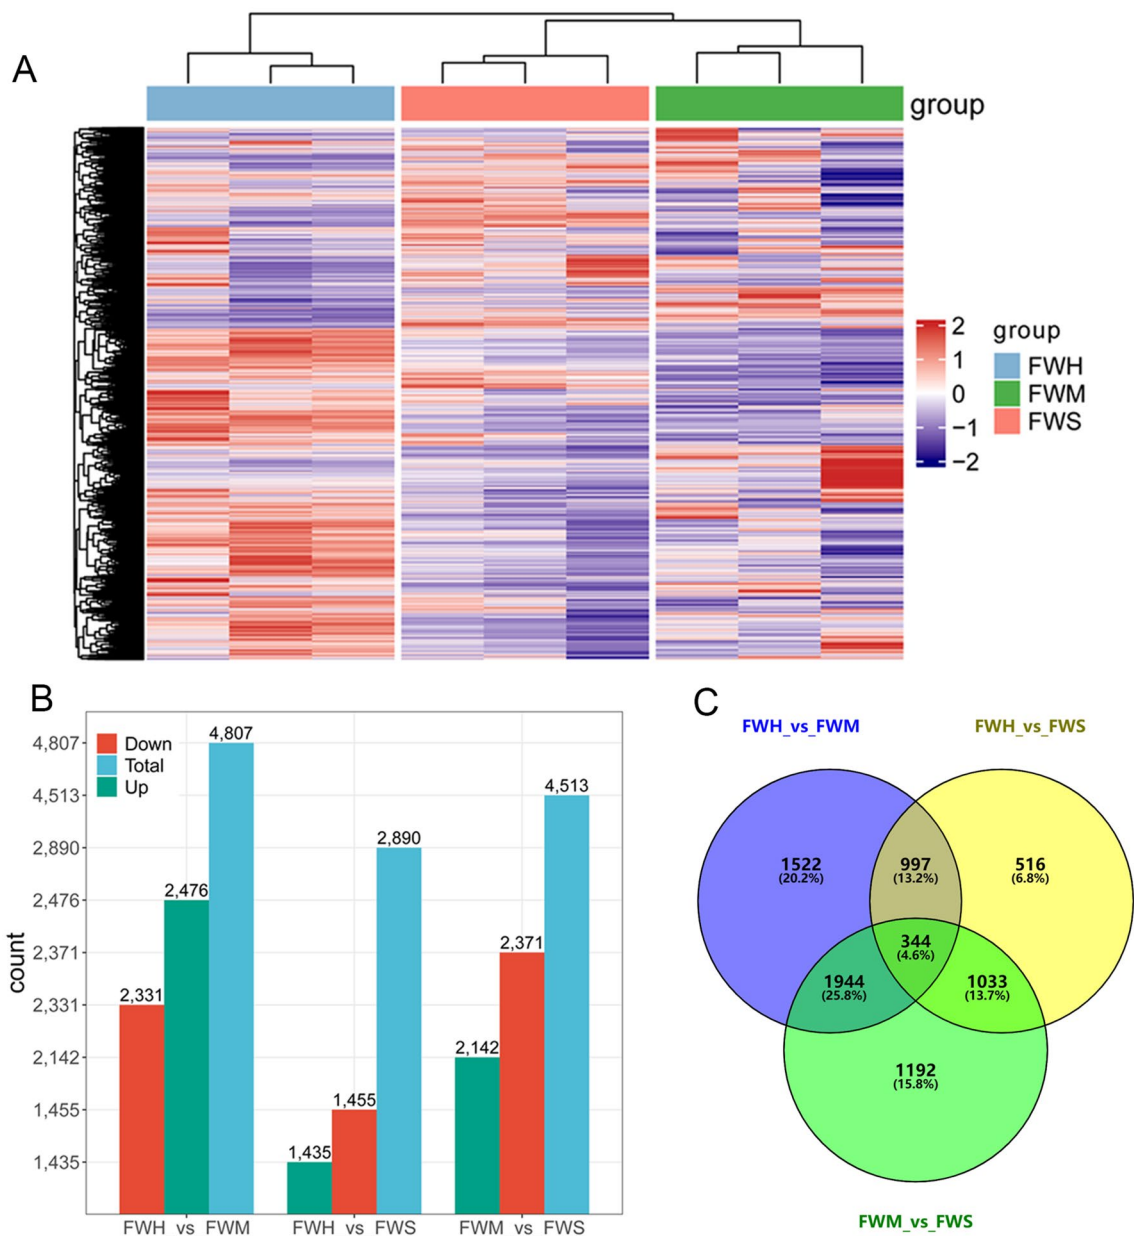 A
group
2
1
0
−1
−2
group
FWH
FWM
FWS
B
count
4,807
4,513
2,890
2,476
2,371
2,331
2,142
1,455
1,435
Down
Total
Up
2,331
2,476
4,807
1,435
1,455
2,890
2,142
2,371
4,513
FWH vs FWM
FWH vs FWS
FWM vs FWS
C
FWH_vs_FWM
FWH_vs_FWS
1522
(20.2%)
997
(13.2%)
516
(6.8%)
344
(4.6%)
1944
(25.8%)
1033
(13.7%)
1192
(15.8%)
FWM_vs_FWS